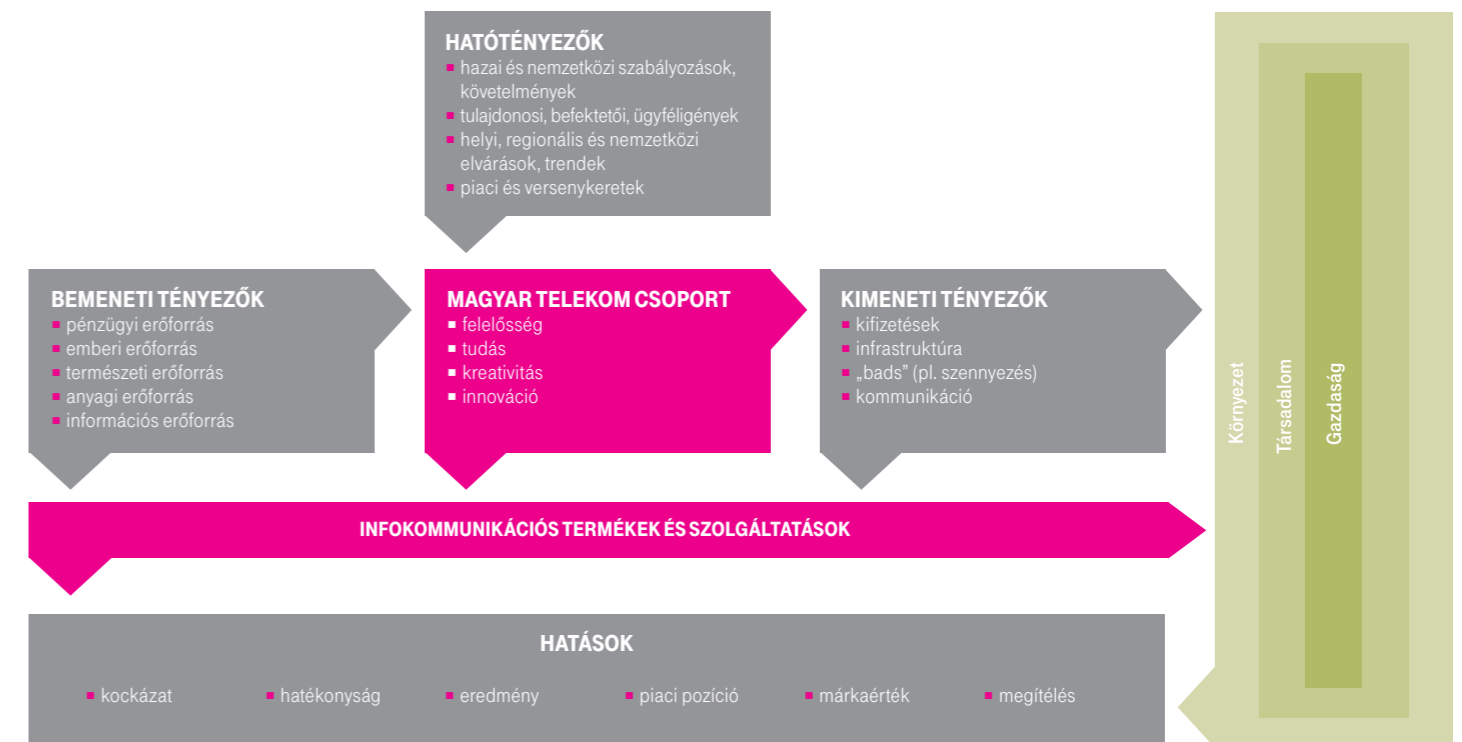 HATÓTÉNYEZŐK
hazai és nemzetközi szabályozások,
követelmények
tulajdonosi, befektetői, ügyféligények
helyi, regionális és nemzetközi
elvárások, trendek
piaci és versenykeretek
BEMENETI TÉNYEZŐK
pénzügyi erőforrás
emberi erőforrás
természeti erőforrás
anyagi erőforrás
információs erőforrás
MAGYAR TELEKOM CSOPORT
felelősség
tudás
kreativitás
innováció
KIMENETI TÉNYEZŐK
kifizetések
infrastruktúra
„bads” (pl. szennyezés)
kommunikáció
Környezet
Társadalom
Gazdaság
INFOKOMMUNIKÁCIÓS TERMÉKEK ÉS SZOLGÁLTATÁSOK
HATÁSOK
kockázat
hatékonyság
eredmény
piaci pozíció
márkaérték
megítélés